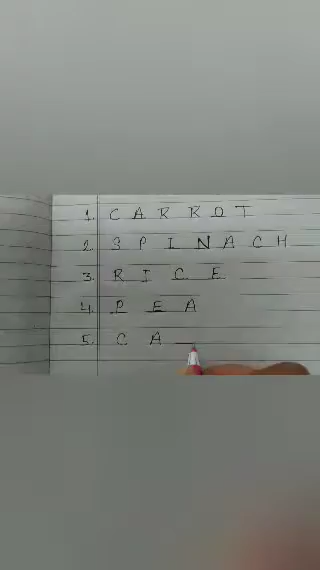 1. C A R R O T
2. S P I N A C H
3. R I C E
4. P E A
5. C A _